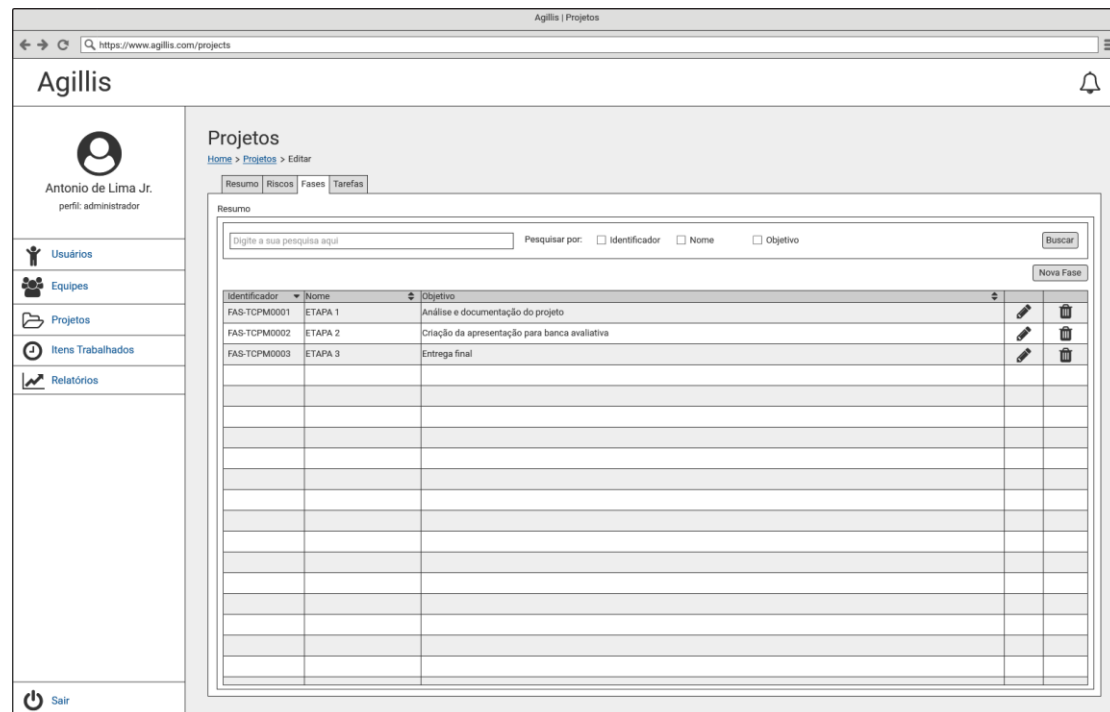 Agillis | Projetos
https://www.agillis.com/projects
Agillis
Antonio de Lima Jr.
perfil: administrador
Usuários
Equipes
Projetos
Itens Trabalhados
Relatórios
Sair
Projetos
Home > Projetos > Editar
Resumo Riscos Fases Tarefas
Resumo
Digite a sua pesquisa aqui Pesquisar por: Identificador Nome Objetivo Buscar
Nova Fase
Identificador Nome Objetivo
FAS-TCPM0001 ETAPA 1 Análise e documentação do projeto
FAS-TCPM0002 ETAPA 2 Criação da apresentação para banca avaliativa
FAS-TCPM0003 ETAPA 3 Entrega final